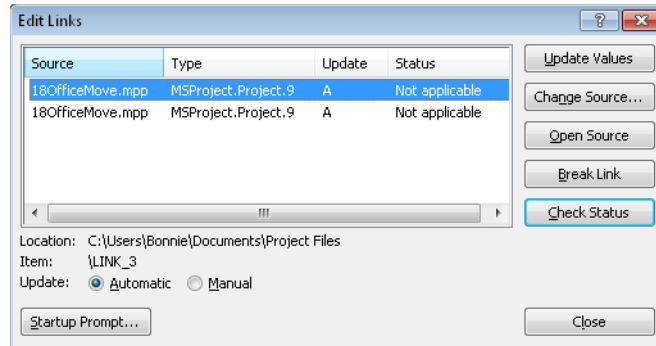 Edit Links
Source Type Update Status
18OfficeMove.mpp MSProject.Project.9 A Not applicable
18OfficeMove.mpp MSProject.Project.9 A Not applicable
Update Values
Change Source...
Open Source
Break Link
Check Status
Location: C:\Users\Bonnie\Documents\Project Files
Item: \LINK_3
Update: Automatic Manual
Startup Prompt... Close